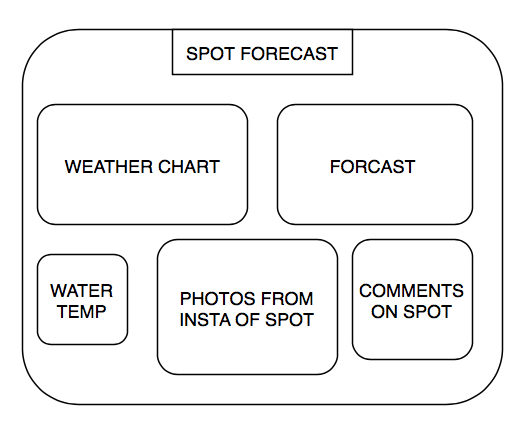 SPOT FORECAST
WEATHER CHART
FORCAST
WATER
TEMP
PHOTOS FROM
INSTA OF SPOT
COMMENTS
ON SPOT